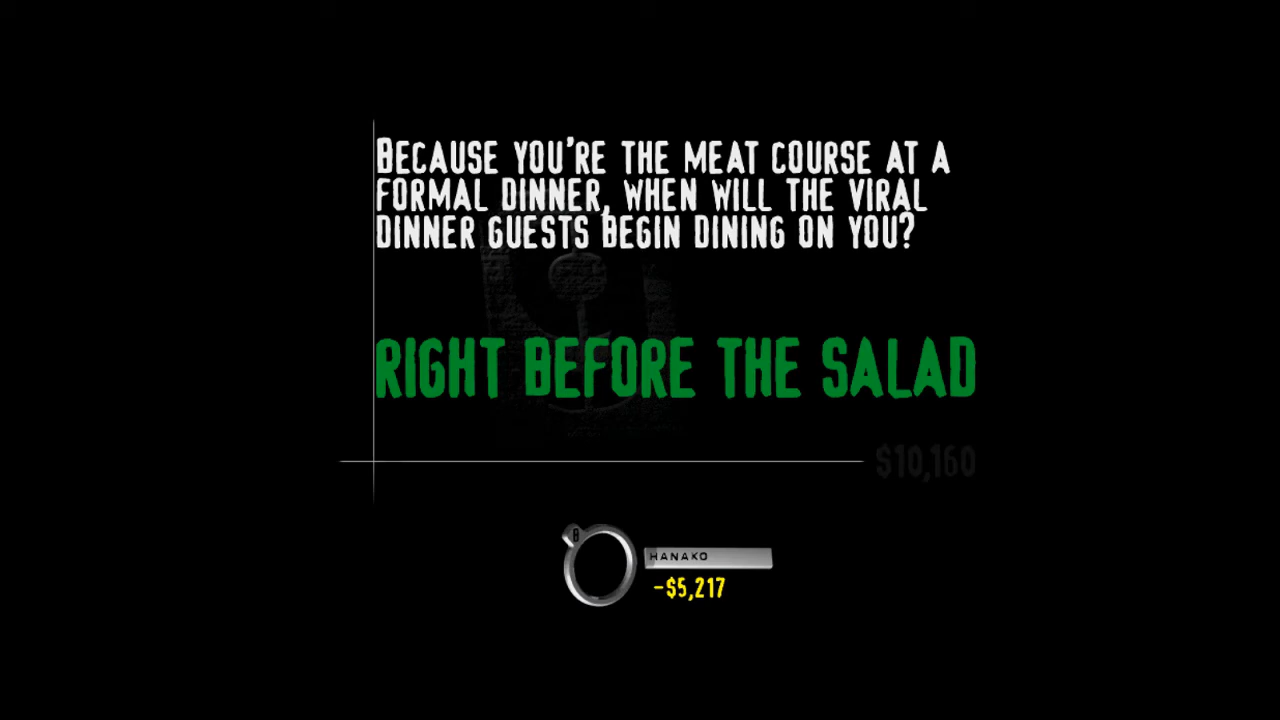 BECAUSE YOU'RE THE MEAT COURSE AT A
FORMAL DINNER, WHEN WILL THE VIRAL
DINNER GUESTS BEGIN DINING ON YOU?
RIGHT BEFORE THE SALAD
$10,160
8
HANAKO
-$5,217